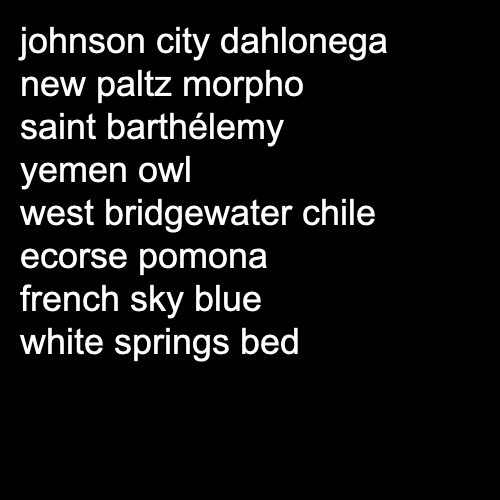 johnson city dahlonega
new paltz morpho
saint barthélemy
yemen owl
west bridgewater chile
ecorse pomona
french sky blue
white springs bed